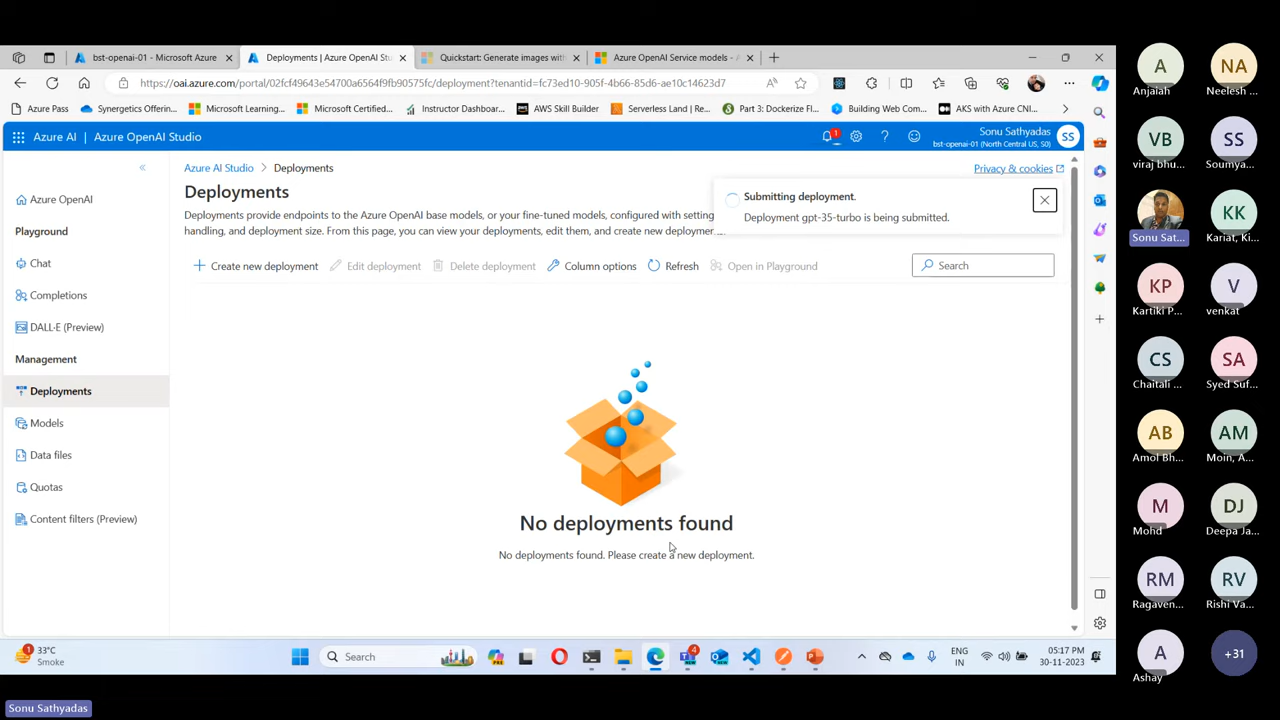 bst-openai-01 - Microsoft Azure
Deployments | Azure OpenAI Stu
Quickstart: Generate images with
Azure OpenAI Service models - A
https://oai.azure.com/portal/02fcf49643e54700a6564f9fb90575fc/deployment?tenantid=fc73ed10-905f-4b66-85d6-ae10c14623d7
Azure Pass
Synergetics Offering...
Microsoft Learning...
Microsoft Certified...
Instructor Dashboar...
AWS Skill Builder
Serverless Land | Re...
Part 3: Dockerize Fl...
Building Web Com...
AKS with Azure CNI...
Azure AI | Azure OpenAI Studio
1
Sonu Sathyadas
bst-openai-01 (North Central US, S0)
SS
Azure AI Studio > Deployments
Privacy & cookies
Deployments
Deployments provide endpoints to the Azure OpenAI base models, or your fine-tuned models, configured with setting
handling, and deployment size. From this page, you can view your deployments, edit them, and create new deployments.
Submitting deployment.
Deployment gpt-35-turbo is being submitted.
Create new deployment
Edit deployment
Delete deployment
Column options
Refresh
Open in Playground
Search
Azure OpenAI
Playground
Chat
Completions
DALL-E (Preview)
Management
Deployments
Models
Data files
Quotas
Content filters (Preview)
No deployments found
No deployments found. Please create a new deployment.
1
33°C
Smoke
Search
PRE
4
NEW
NEW
ENG
IN
05:17 PM
30-11-2023
Sonu Sathyadas
A
Anjaiah
NA
Neelesh ...
VB
viraj bhu...
SS
Soumya...
Sonu Sat...
KK
Kariat, Ki...
KP
Kartiki P...
V
venkat
CS
Chaitali ...
SA
Syed Suf...
AB
Amol Bh...
AM
Moin, A...
M
Mohd
DJ
Deepa Ja...
RM
Ragaven...
RV
Rishi Va...
A
Ashay
+31